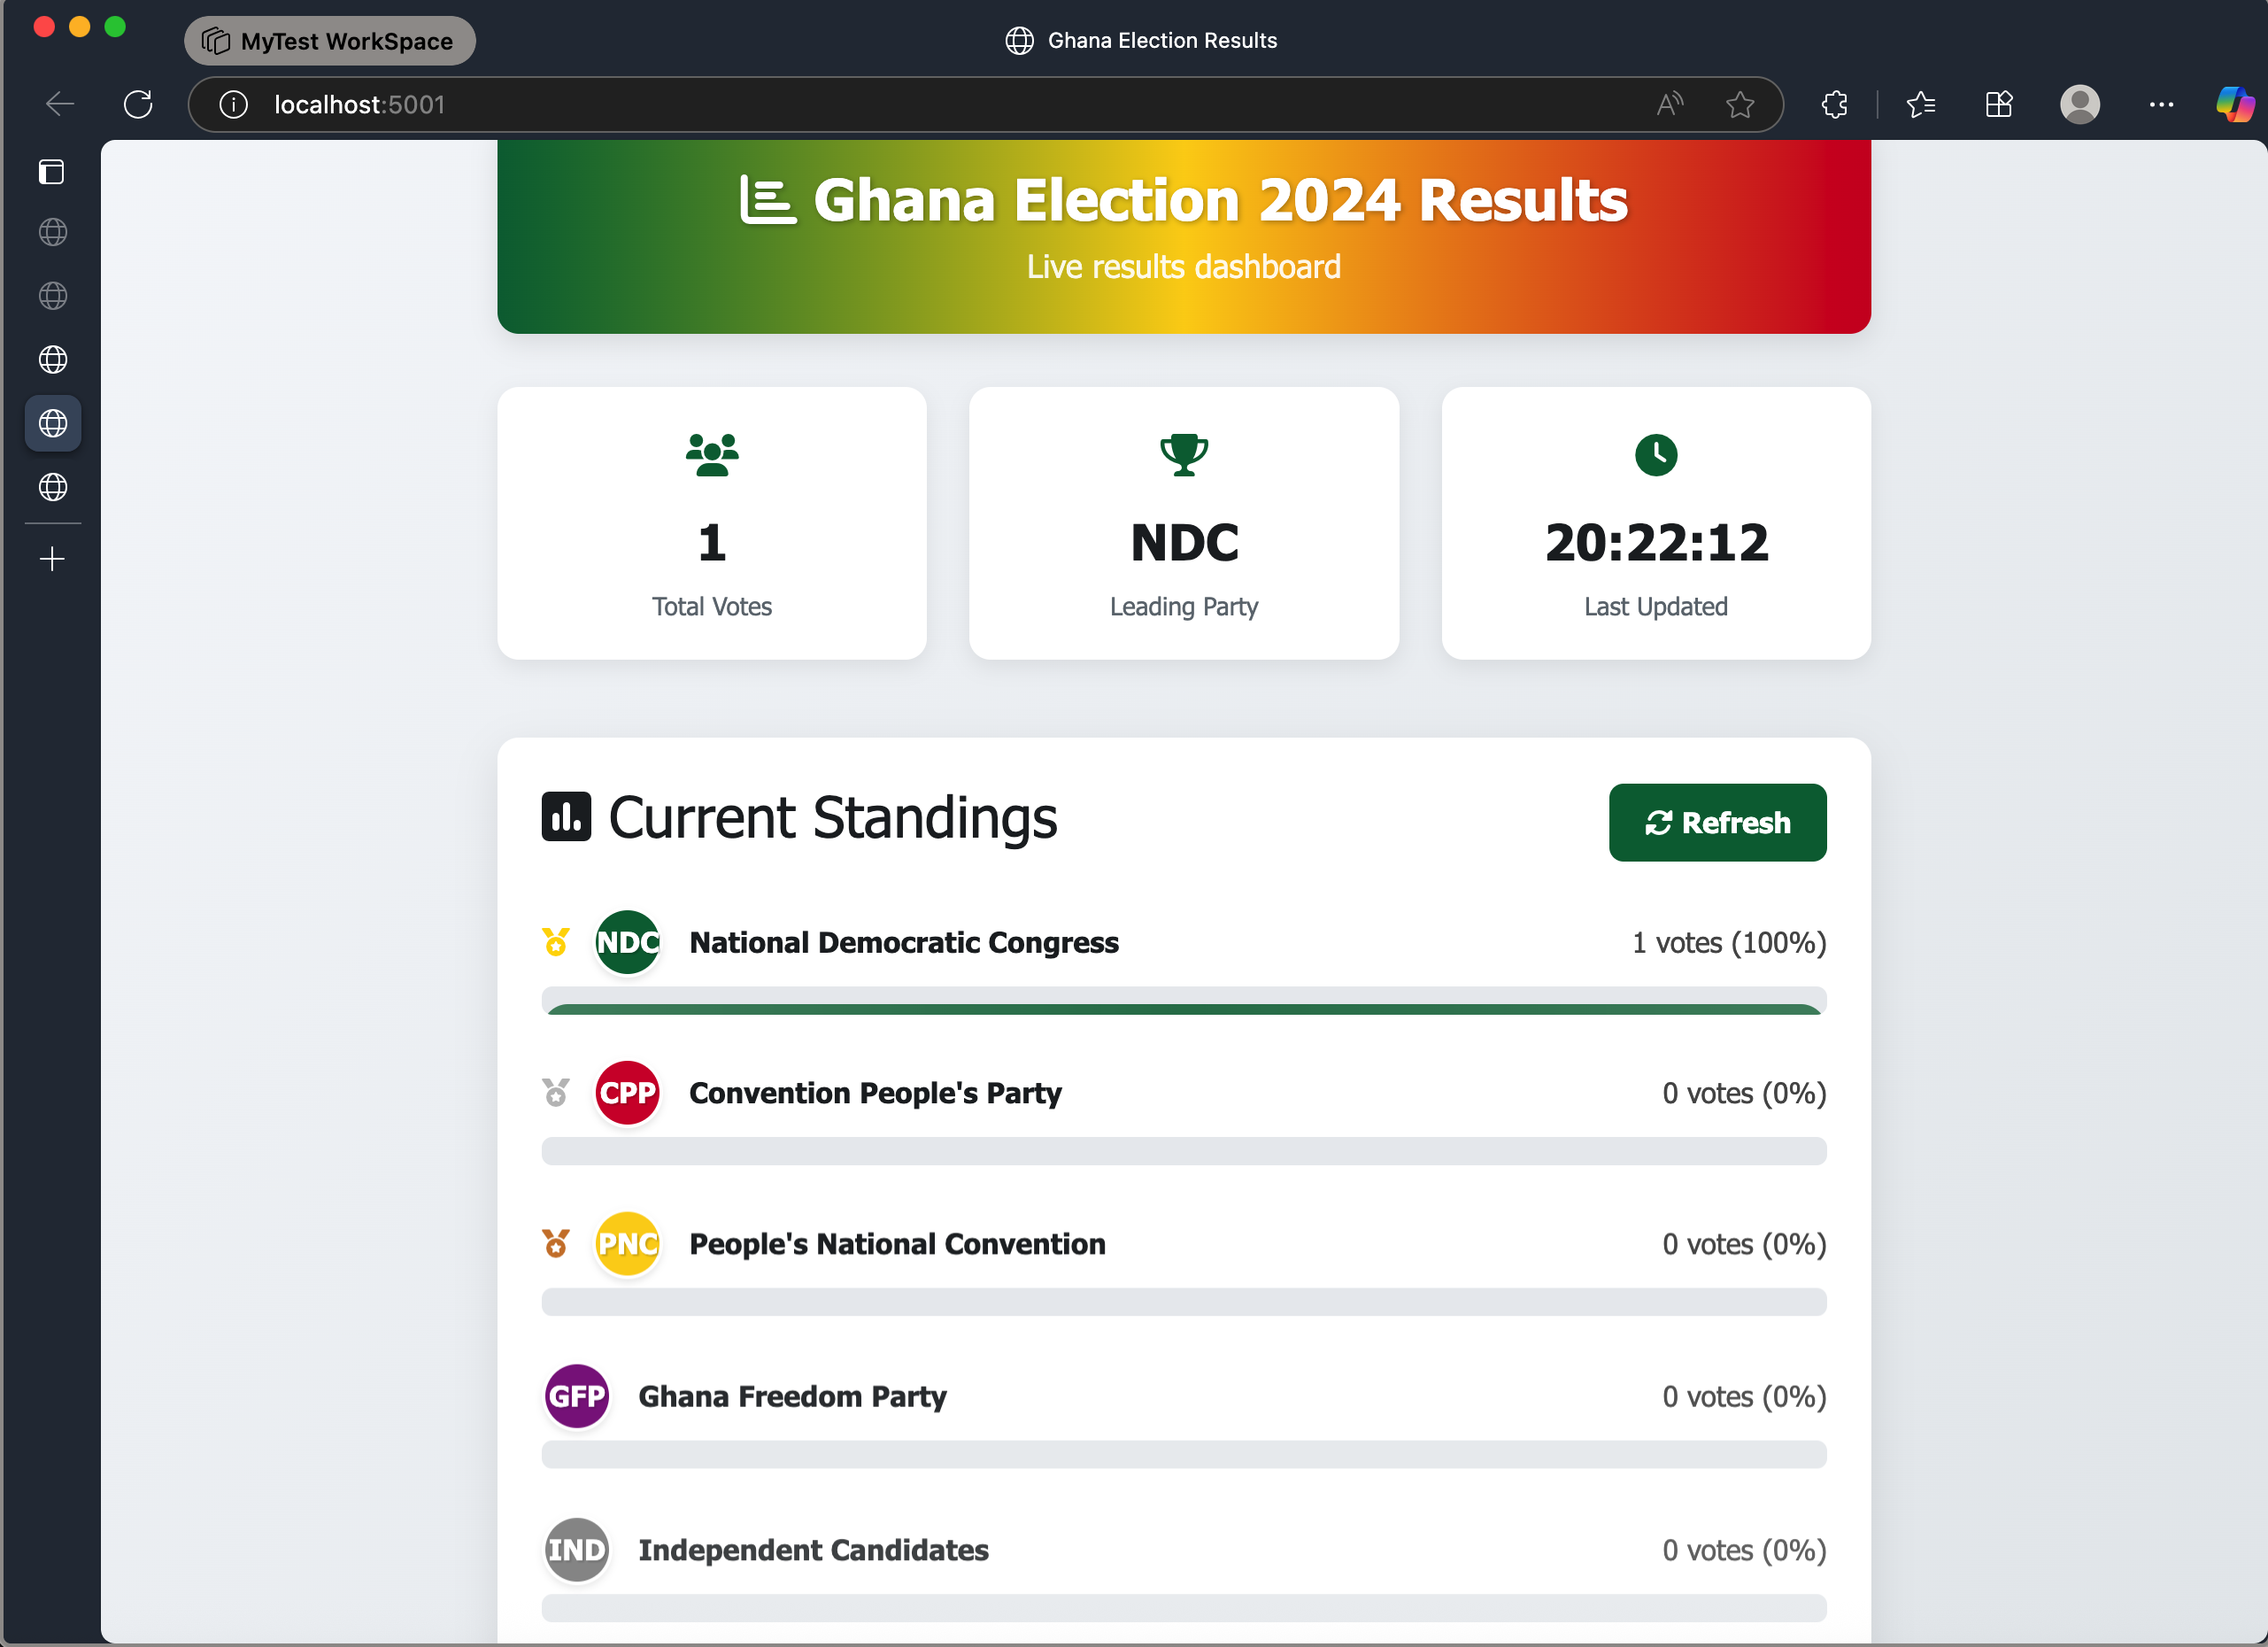 MyTest WorkSpace
Ghana Election Results
localhost:5001
Ghana Election 2024 Results
Live results dashboard
1
Total Votes
NDC
Leading Party
20:22:12
Last Updated
Current Standings
Refresh
NDC National Democratic Congress 1 votes (100%)
CPP Convention People's Party 0 votes (0%)
PNC People's National Convention 0 votes (0%)
GFP Ghana Freedom Party 0 votes (0%)
IND Independent Candidates 0 votes (0%)